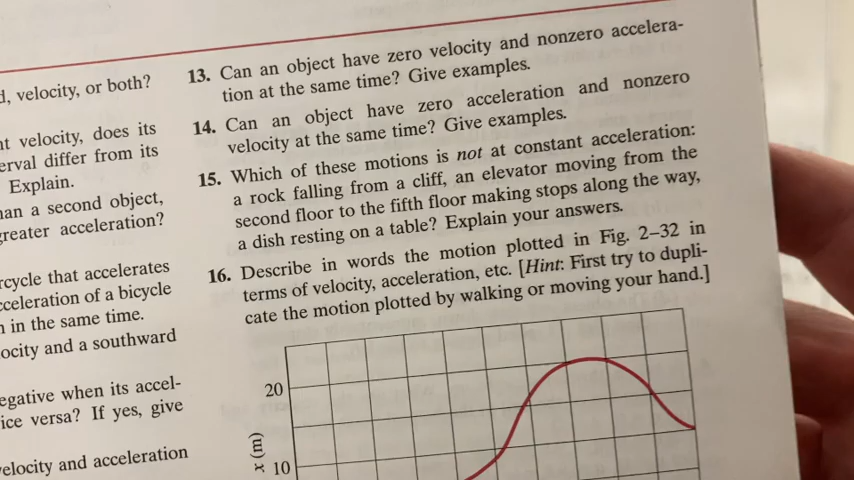 d, velocity, or both?
nt velocity, does its
erval differ from its
Explain.
han a second object,
greater acceleration?
rcycle that accelerates
cceleration of a bicycle
n in the same time.
ocity and a southward
egative when its accel-
ice versa? If yes, give
velocity and acceleration
13. Can an object have zero velocity and nonzero accelera-
tion at the same time? Give examples.
14. Can an object have zero acceleration and nonzero
velocity at the same time? Give examples.
15. Which of these motions is not at constant acceleration:
a rock falling from a cliff, an elevator moving from the
second floor to the fifth floor making stops along the way,
a dish resting on a table? Explain your answers.
16. Describe in words the motion plotted in Fig. 2–32 in
terms of velocity, acceleration, etc. [Hint: First try to dupli-
cate the motion plotted by walking or moving your hand.]
20
x (m)
10